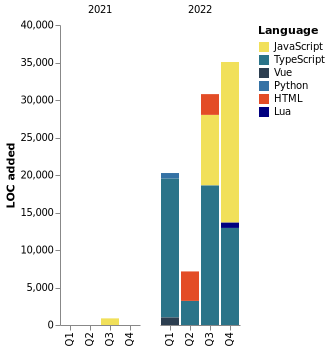 2021
2022
Language
JavaScript
TypeScript
Vue
Python
HTML
Lua
LOC added
40,000
35,000
30,000
25,000
20,000
15,000
10,000
5,000
0
Q1 Q2 Q3 Q4
Q1 Q2 Q3 Q4